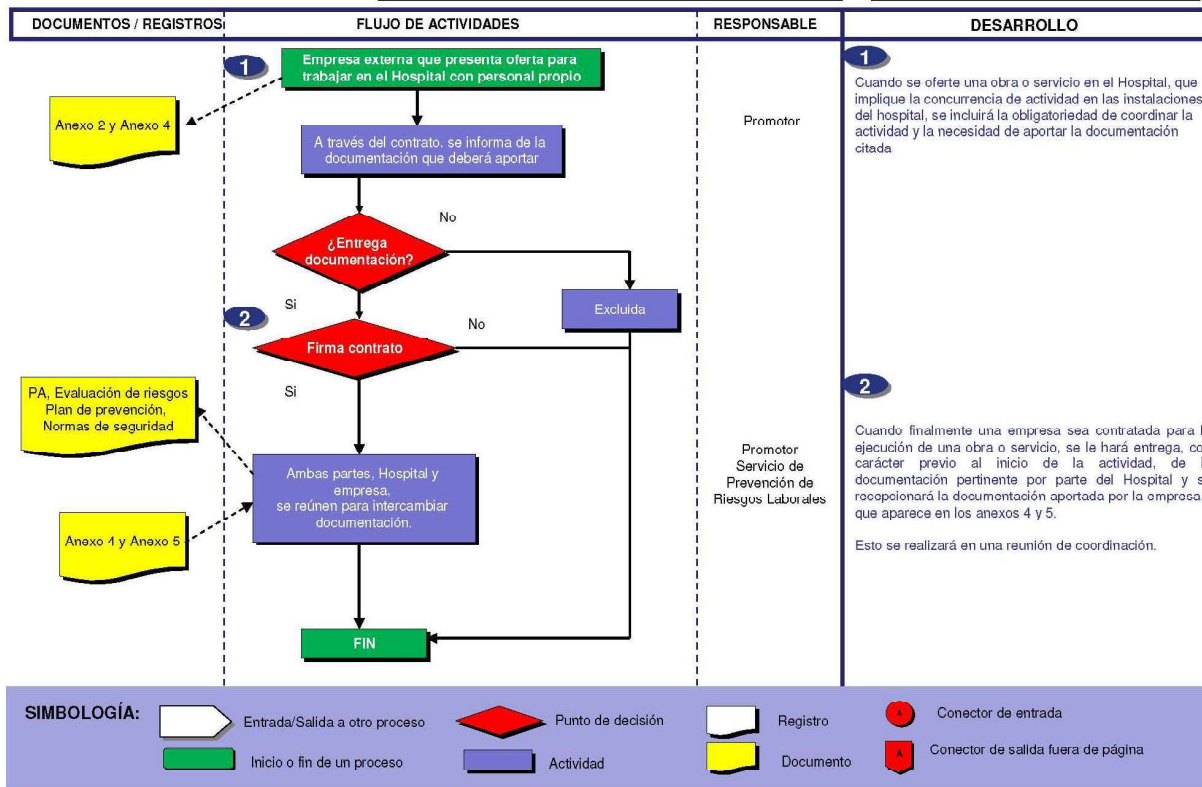 DOCUMENTOS / REGISTROS
FLUJO DE ACTIVIDADES
RESPONSABLE
DESARROLLO
1
Empresa externa que presenta oferta para
trabajar en el Hospital con personal propio
Anexo 2 y Anexo 4
A través del contrato. se informa de la
documentación que deberá aportar
Promotor
1
Cuando se oferte una obra o servicio en el Hospital, que
implique la concurrencia de actividad en las instalaciones
del hospital, se incluirá la obligatoriedad de coordinar la
actividad y la necesidad de aportar la documentación
citada
¿Entrega
documentación?
No
Si
Excluida
2
Firma contrato
No
Si
PA, Evaluación de riesgos
Plan de prevención,
Normas de seguridad
Ambas partes, Hospital y
empresa,
se reúnen para intercambiar
documentación.
Anexo 4 y Anexo 5
Promotor
Servicio de
Prevención de
Riesgos Laborales
2
Cuando finalmente una empresa sea contratada para
ejecución de una obra o servicio, se le hará entrega,
carácter previo al inicio de la actividad, de
documentación pertinente por parte del Hospital y
recepcionará la documentación aportada por la empresa
que aparece en los anexos 4 y 5.
Esto se realizará en una reunión de coordinación.
FIN
SIMBOLOGÍA:
Entrada/Salida a otro proceso
Punto de decisión
Registro
A
Conector de entrada
Inicio o fin de un proceso
Actividad
Documento
A
Conector de salida fuera de página